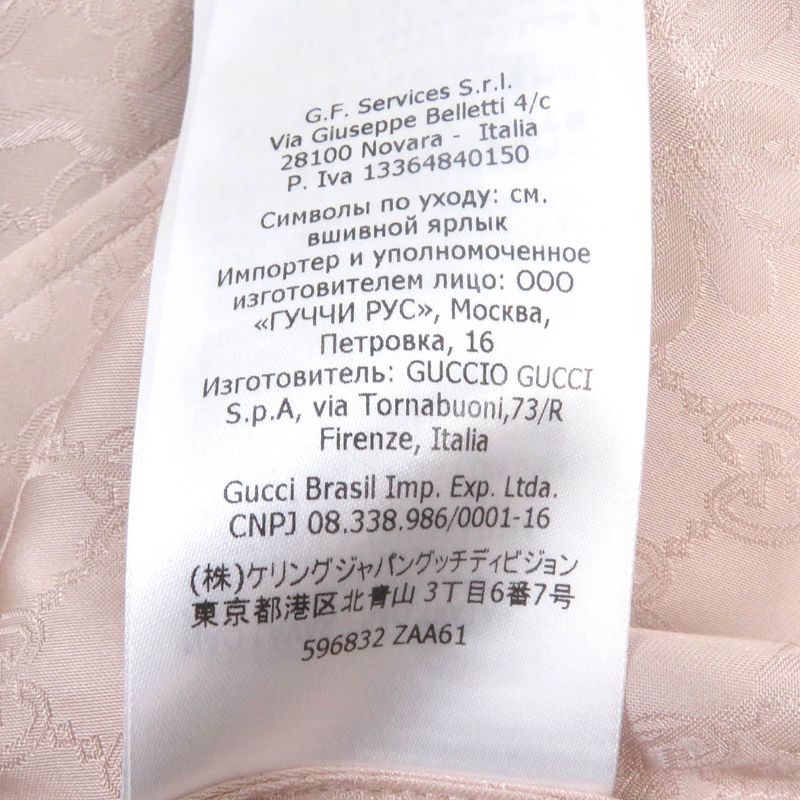 G.F. Services S.r.l.
Via Giuseppe Belletti 4/c
28100 Novara - Italia
P. Iva 13364840150
Символы по уходу: см.
вшивной ярлык
Импортер и уполномоченное
изготовителем лицо: ООО
«ГУЧЧИ РУС», Москва,
Петровка, 16
Изготовитель: GUCCIO GUCCI
S.p.A, via Tornabuoni,73/R
Firenze, Italia
Gucci Brasil Imp. Exp. Ltda.
CNPJ 08.338.986/0001-16
(株)ケリングジャパングッチディビジョン
東京都港区北青山 3丁目6番7号
596832 ZAA61